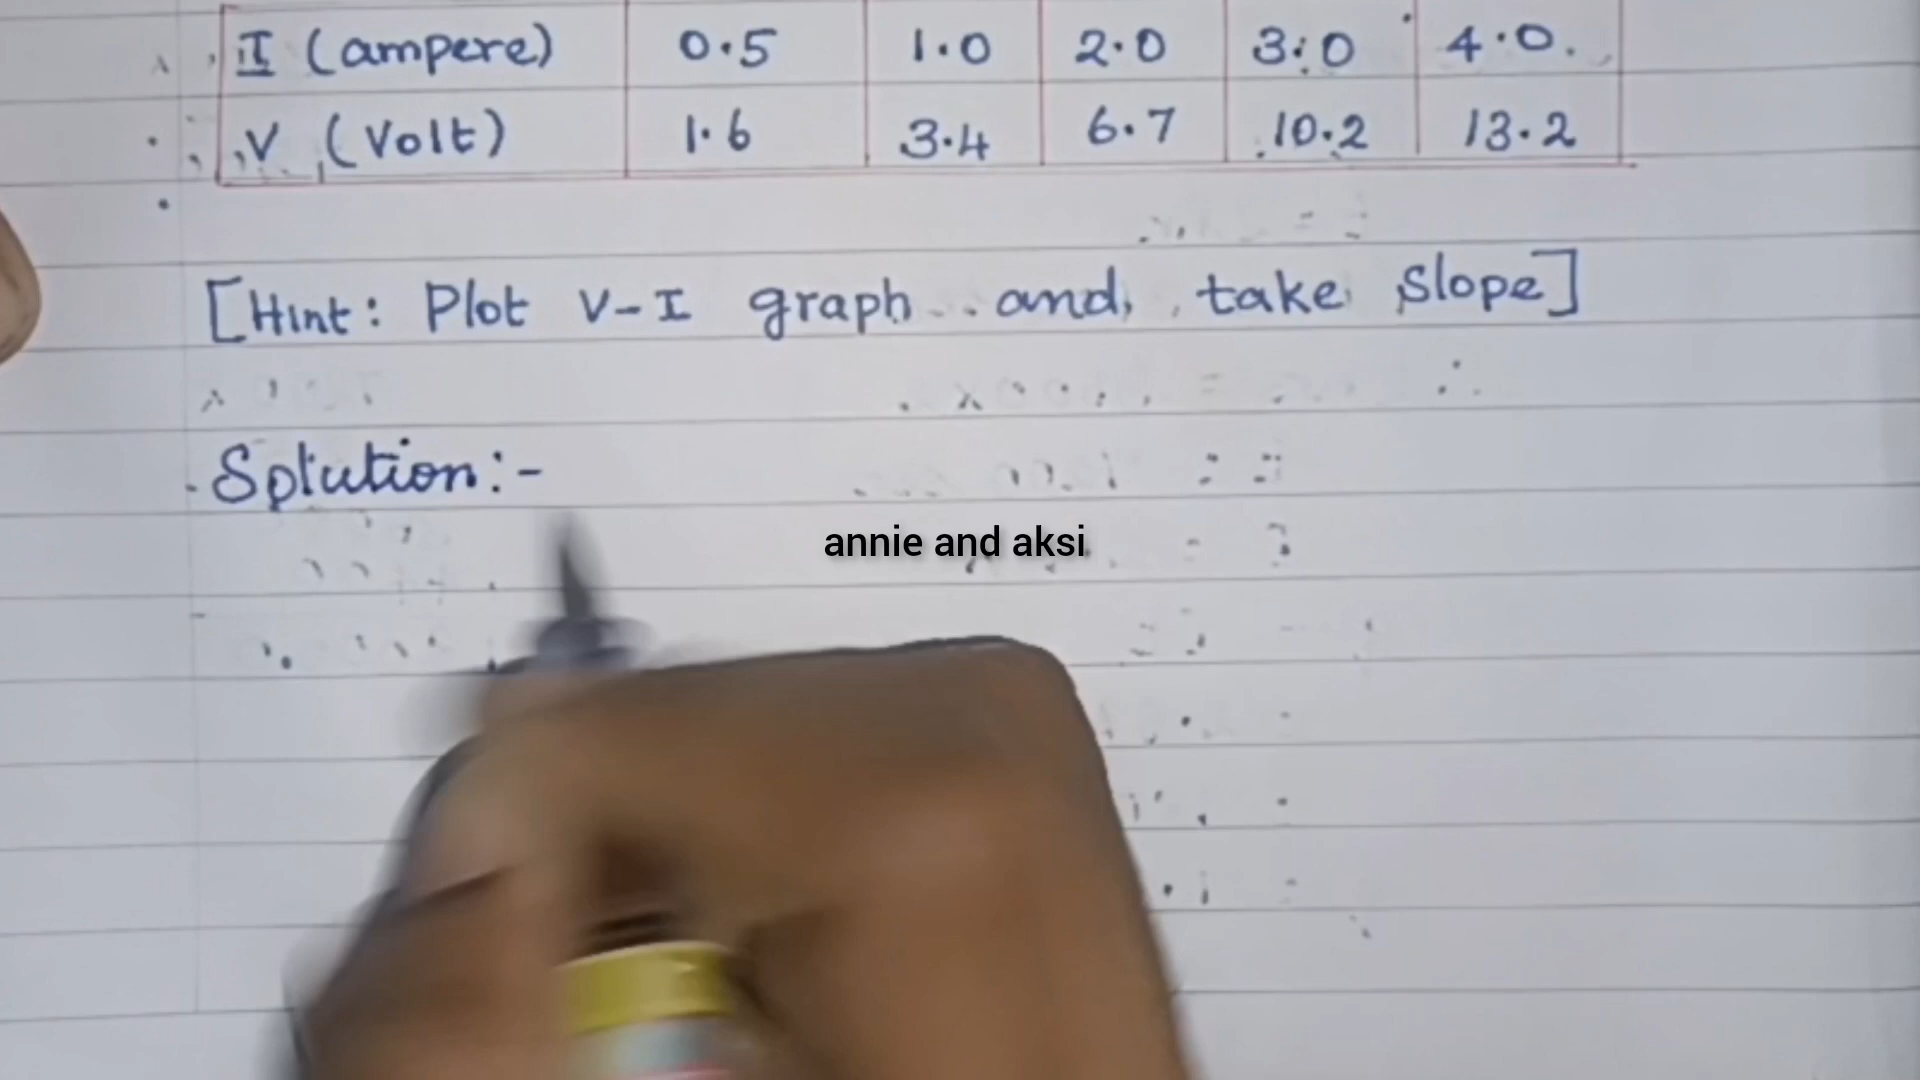 I (ampere) 0.5 1.0 2.0 3.0 4.0.
V (Volt) 1.6 3.4 6.7 10.2 13.2
[Hint: Plot V-I graph and take Slope]
Solution:-
annie and aksi